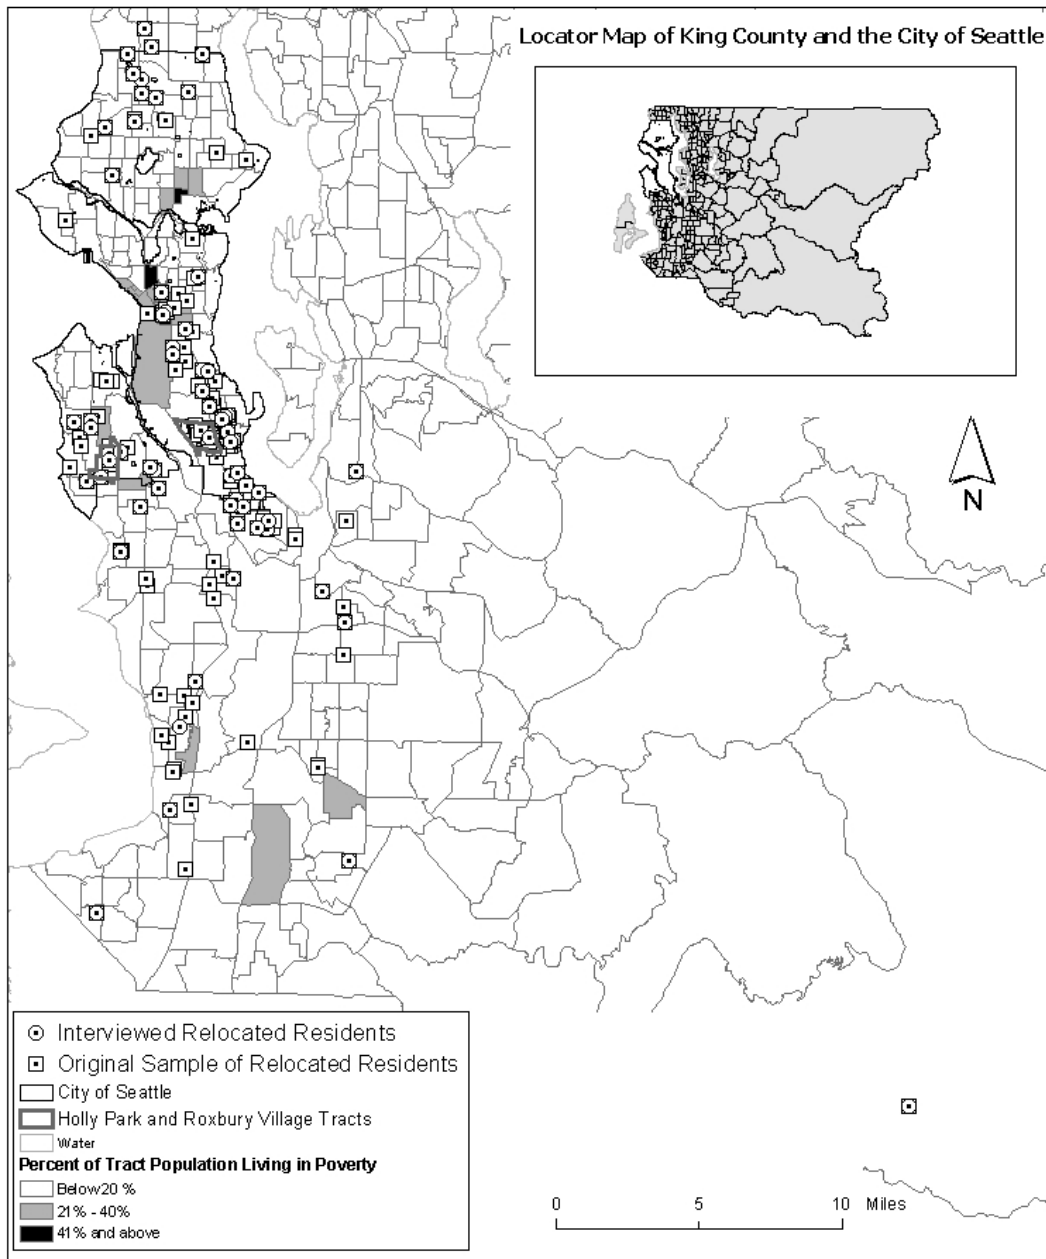 Locator Map of King County and the City of Seattle
N
Interviewed Relocated Residents
Original Sample of Relocated Residents
City of Seattle
Holly Park and Roxbury Village Tracts
Water
Percent of Tract Population Living in Poverty
Below20 %
21% - 40%
41% and above
0 5 10 Miles